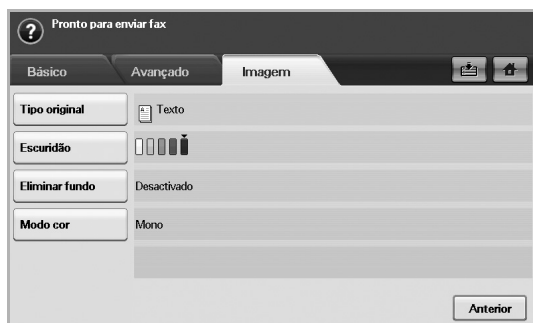 Pronto para enviar fax
Básico Avançado Imagem
Tipo original Texto
Escuridão
Eliminar fundo Desactivado
Modo cor Mono
Anterior